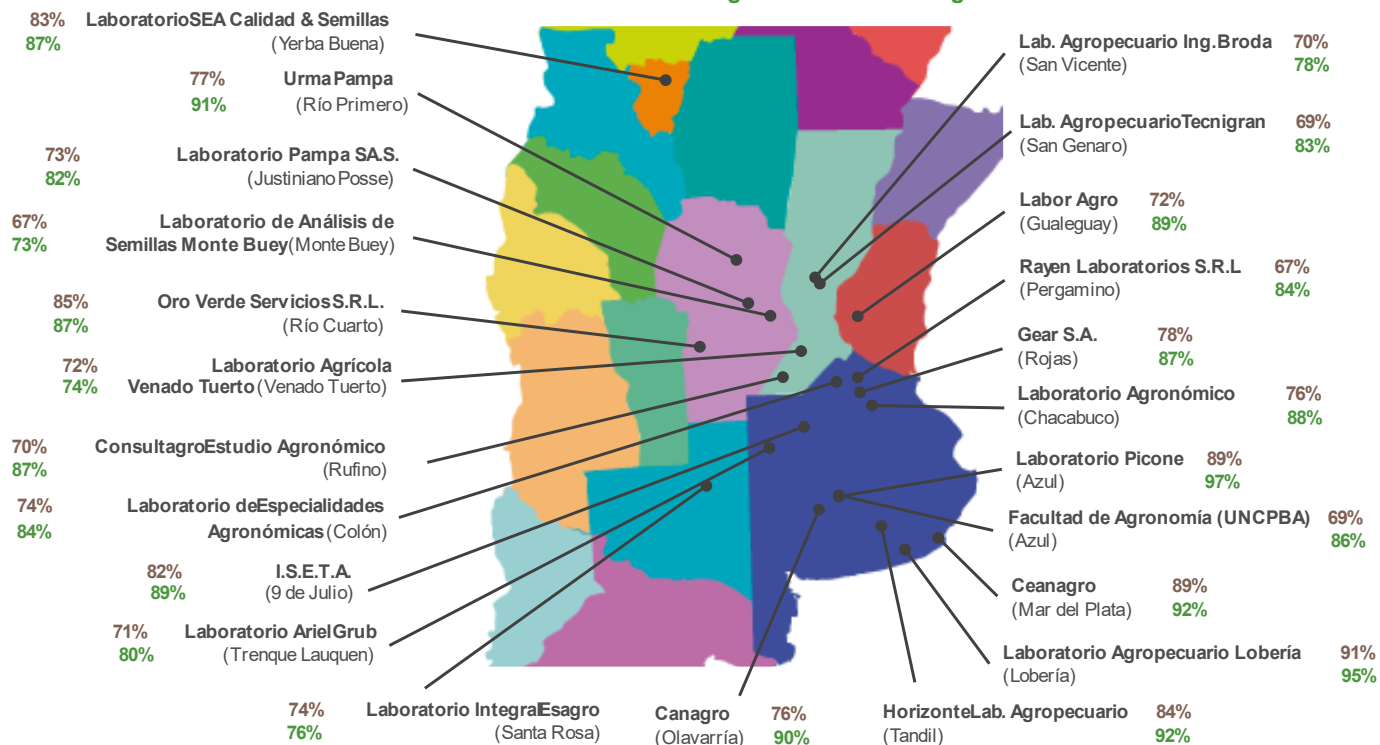 83% LaboratorioSEA Calidad & Semillas
87% (Yerba Buena)
77% Urma Pampa
91% (Río Primero)
73% Laboratorio Pampa SA.S.
82% (Justiniano Posse)
67% Laboratorio de Análisis de
73% Semillas Monte Buey(Monte Buey)
85% Oro Verde Servicios S.R.L.
87% (Río Cuarto)
72% Laboratorio Agrícola
74% Venado Tuerto (Venado Tuerto)
70% ConsultagroEstudio Agronómico
87% (Rufino)
74% Laboratorio deEspecialidades
84% Agronómicas (Colón)
82% I.S.E.T.A.
89% (9 de Julio)
71% Laboratorio ArielGrub
80% (Trenque Lauquen)
74% Laboratorio IntegralEsagro
76% (Santa Rosa)
Canagro 76%
(Olavarría) 90%
HorizonteLab. Agropecuario 84%
(Tandil) 92%
Lab. Agropecuario Ing.Broda 70%
(San Vicente) 78%
Lab. AgropecuarioTecnigran 69%
(San Genaro) 83%
Labor Agro 72%
(Gualeguay) 89%
Rayen Laboratorios S.R.L 67%
(Pergamino) 84%
Gear S.A. 78%
(Rojas) 87%
Laboratorio Agronómico 76%
(Chacabuco) 88%
Laboratorio Picone 89%
(Azul) 97%
Facultad de Agronomía (UNCPBA) 69%
(Azul) 86%
Ceanagro 89%
(Mar del Plata) 92%
Laboratorio Agropecuario Lobería 91%
(Lobería) 95%